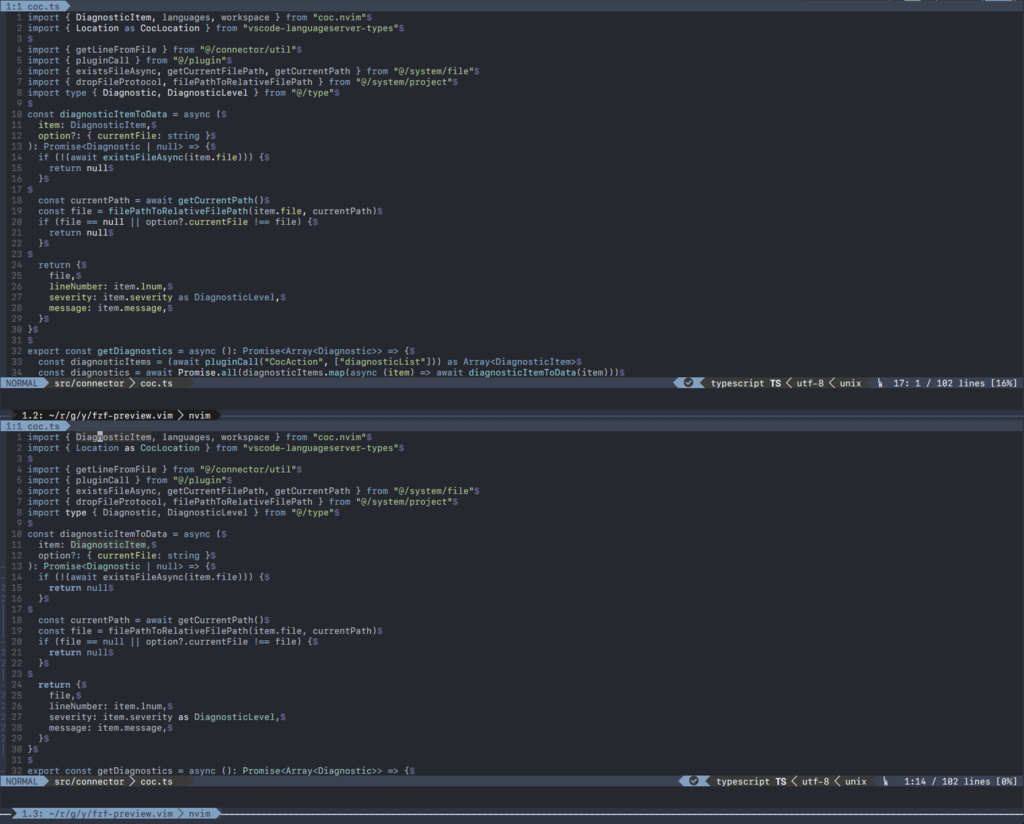 1:1 coc.ts
1 import { DiagnosticItem, languages, workspace } from "coc.nvim"$
2 import { Location as CocLocation } from "vscode-languageserver-types"$
3 $
4 import { getLineFromFile } from "@/connector/util"$
5 import { pluginCall } from "@/plugin"$
6 import { existsFileAsync, getCurrentFilePath, getCurrentPath } from "@/system/file"$
7 import { dropFileProtocol, filePathToRelativeFilePath } from "@/system/project"$
8 import type { Diagnostic, DiagnosticLevel } from "@/type"$
9 $
10 const diagnosticItemToData = async ($
11   item: DiagnosticItem,$
12   option?: { currentFile: string }$
13 ): Promise<Diagnostic | null> => {$
14   if (!(await existsFileAsync(item.file))) {$
15     return null$
16   }$
17 $
18   const currentPath = await getCurrentPath()$
19   const file = filePathToRelativeFilePath(item.file, currentPath)$
20   if (file == null || option?.currentFile !== file) {$
21     return null$
22   }$
23 $
24   return {$
25     file,$
26     lineNumber: item.lnum,$
27     severity: item.severity as DiagnosticLevel,$
28     message: item.message,$
29   }$
30 }$
31 $
32 export const getDiagnostics = async (): Promise<Array<Diagnostic>> => {$
33   const diagnosticItems = (await pluginCall("CocAction", ["diagnosticList"])) as Array<DiagnosticItem>$
34   const diagnostics = await Promise.all(diagnosticItems.map(async (item) => await diagnosticItemToData(item)))$
NORMAL src/connector coc.ts typescript TS utf-8 unix 17: 1 / 102 lines [16%]
1.2: ~/r/g/y/fzf-preview.vim nvim
1:1 coc.ts
1 import { DiagnosticItem, languages, workspace } from "coc.nvim"$
2 import { Location as CocLocation } from "vscode-languageserver-types"$
3 $
4 import { getLineFromFile } from "@/connector/util"$
5 import { pluginCall } from "@/plugin"$
6 import { existsFileAsync, getCurrentFilePath, getCurrentPath } from "@/system/file"$
7 import { dropFileProtocol, filePathToRelativeFilePath } from "@/system/project"$
8 import type { Diagnostic, DiagnosticLevel } from "@/type"$
9 $
10 const diagnosticItemToData = async ($
11   item: DiagnosticItem,$
12   option?: { currentFile: string }$
- 13 ): Promise<Diagnostic | null> => {$
- 14   if (!(await existsFileAsync(item.file))) {$
2 15     return null$
2 16   }$
│ 17 $
│ 18   const currentPath = await getCurrentPath()$
│ 19   const file = filePathToRelativeFilePath(item.file, currentPath)$
- 20   if (file == null || option?.currentFile !== file) {$
2 21     return null$
2 22   }$
│ 23 $
- 24   return {$
2 25     file,$
2 26     lineNumber: item.lnum,$
2 27     severity: item.severity as DiagnosticLevel,$
2 28     message: item.message,$
2 29   }$
│ 30 }$
31 $
- 32 export const getDiagnostics = async (): Promise<Array<Diagnostic>> => {$
NORMAL src/connector coc.ts typescript TS utf-8 unix 1:14 / 102 lines [0%]
1.3: ~/r/g/y/fzf-preview.vim nvim